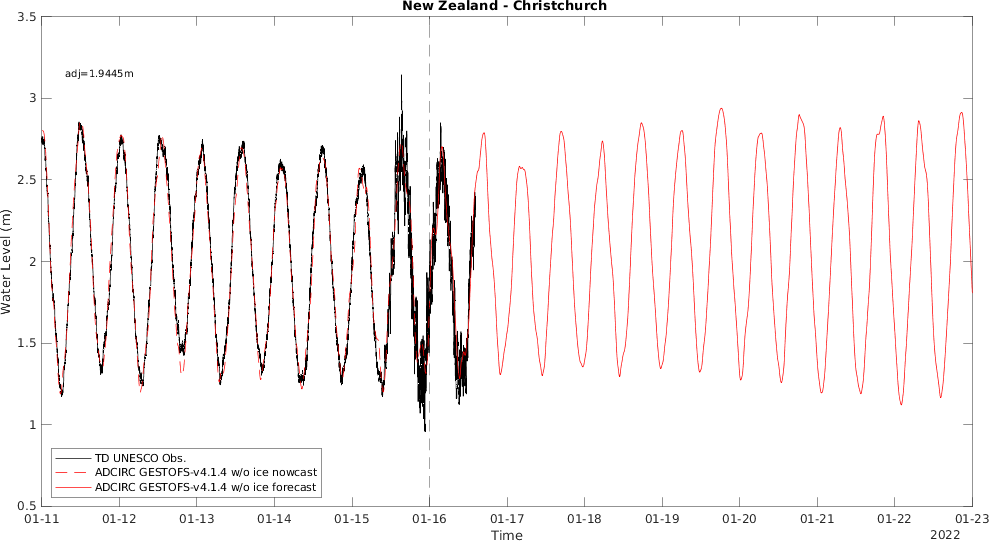 New Zealand - Christchurch
3.5
3
2.5
2
1.5
1
0.5
Water Level (m)
adj=1.9445m
TD UNESCO Obs.
ADCIRC GESTOFS-v4.1.4 w/o ice nowcast
ADCIRC GESTOFS-v4.1.4 w/o ice forecast
01-11 01-12 01-13 01-14 01-15 01-16 01-17 01-18 01-19 01-20 01-21 01-22 01-23
Time
2022